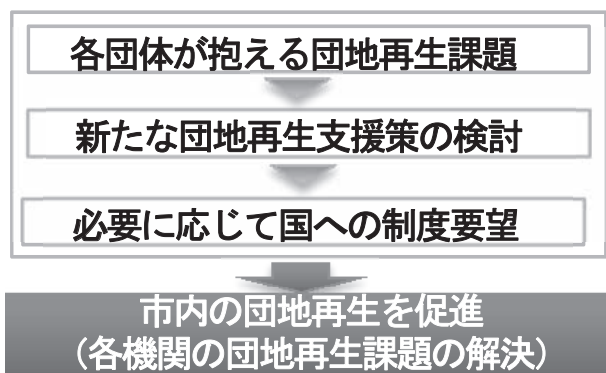 各団体が抱える団地再生課題
新たな団地再生支援策の検討
必要に応じて国への制度要望
市内の団地再生を促進
（各機関の団地再生課題の解決）